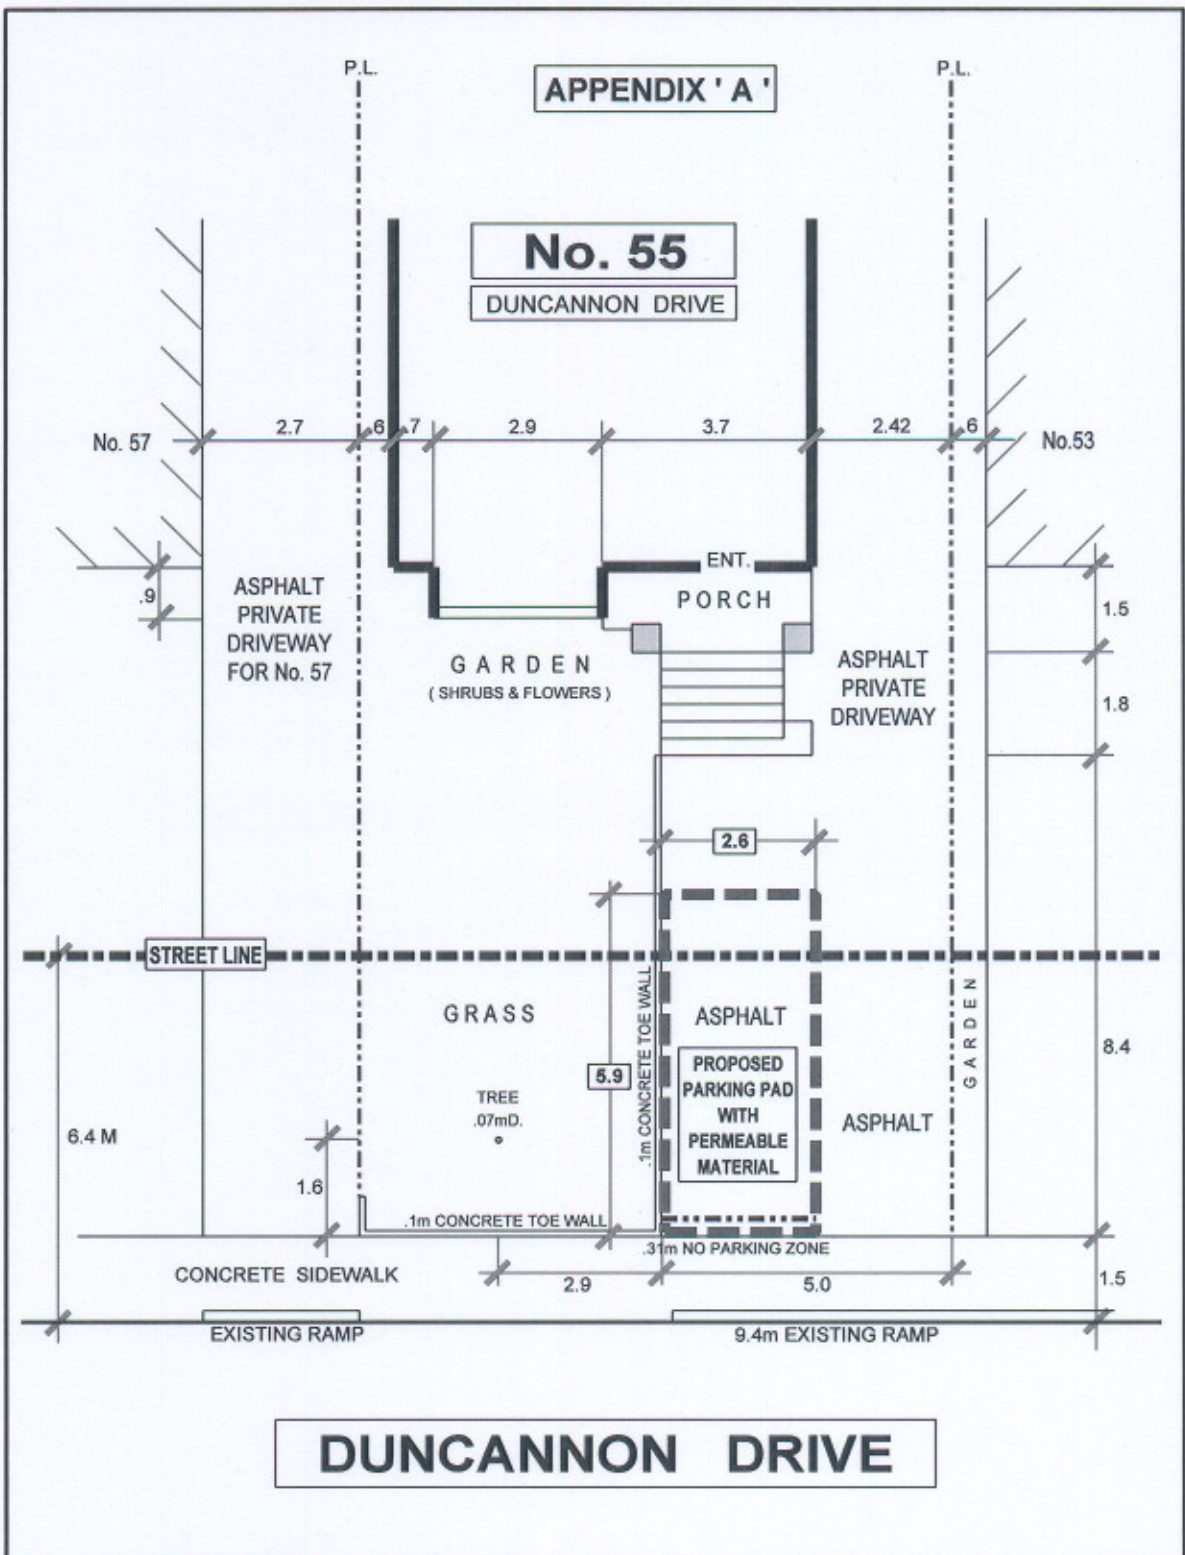 P.L.
P.L.
APPENDIX ' A '
No. 55
DUNCANNON DRIVE
No. 57
2.7
.6
.7
2.9
3.7
2.42
.6
No.53
ENT.
PORCH
.9
ASPHALT
PRIVATE
DRIVEWAY
FOR No. 57
GARDEN
( SHRUBS & FLOWERS )
ASPHALT
PRIVATE
DRIVEWAY
1.5
1.8
2.6
STREET LINE
GRASS
.1m CONCRETE TOE WALL
ASPHALT
GARDEN
8.4
5.9
PROPOSED
PARKING PAD
WITH
PERMEABLE
MATERIAL
TREE
.07mD.
ASPHALT
6.4 M
1.6
.1m CONCRETE TOE WALL
.31m NO PARKING ZONE
CONCRETE SIDEWALK
2.9
5.0
1.5
EXISTING RAMP
9.4m EXISTING RAMP
DUNCANNON DRIVE